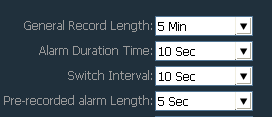 General Record Length: 5 Min
Alarm Duration Time: 10 Sec
Switch Interval: 10 Sec
Pre-recorded alarm Length: 5 Sec